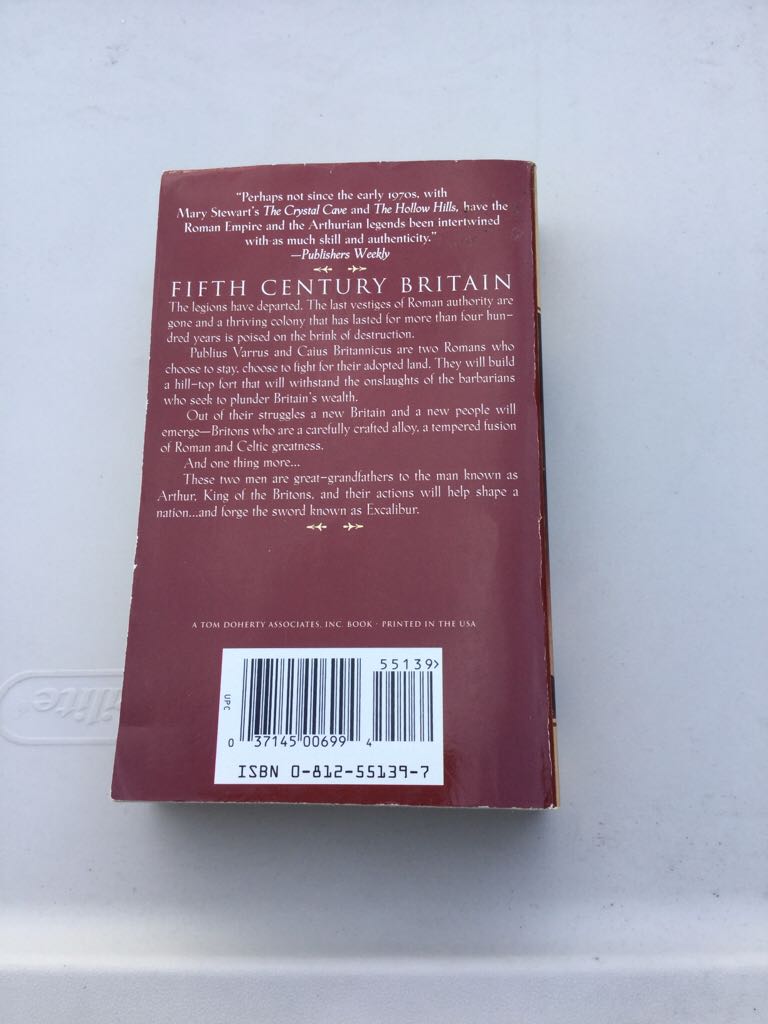 "Perhaps not since the early 1970s, with
Mary Stewart's The Crystal Cave and The Hollow Hills, have the
Roman Empire and the Arthurian legends been intertwined
with as much skill and authenticity."
—Publishers Weekly
FIFTH CENTURY BRITAIN
The legions have departed. The last vestiges of Roman authority are
gone and a thriving colony that has lasted for more than four hun-
dred years is poised on the brink of destruction.
Publius Varrus and Caius Britannicus are two Romans who
choose to stay, choose to fight for their adopted land. They will build
a hill-top fort that will withstand the onslaughts of the barbarians
who seek to plunder Britain's wealth.
Out of their struggles a new Britain and a new people will
emerge—Britons who are a carefully crafted alloy, a tempered fusion
of Roman and Celtic greatness.
And one thing more...
These two men are great-grandfathers to the man known as
Arthur, King of the Britons, and their actions will help shape a
nation...and forge the sword known as Excalibur.
A TOM DOHERTY ASSOCIATES, INC. BOOK · PRINTED IN THE USA
55139>
UPC
0 37145 00699 4
ISBN 0-812-55139-7